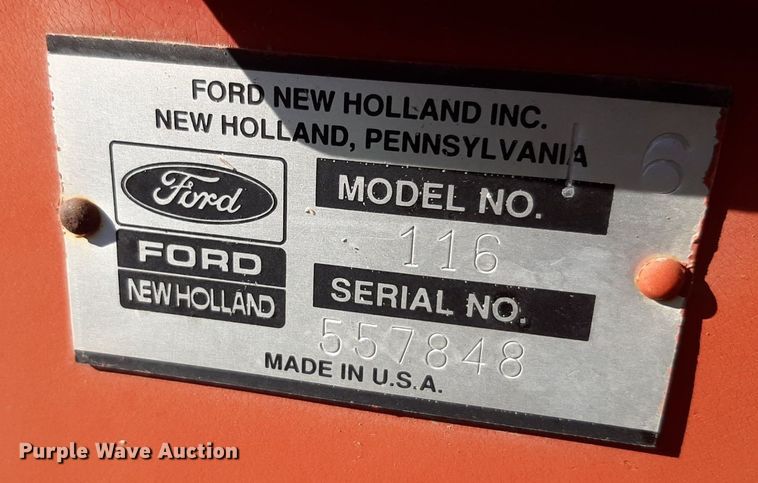 FORD NEW HOLLAND INC.
NEW HOLLAND, PENNSYLVANIA
6
Ford
FORD
NEW HOLLAND
MODEL NO.
116
SERIAL NO.
557848
MADE IN U.S.A.
Purple Wave Auction